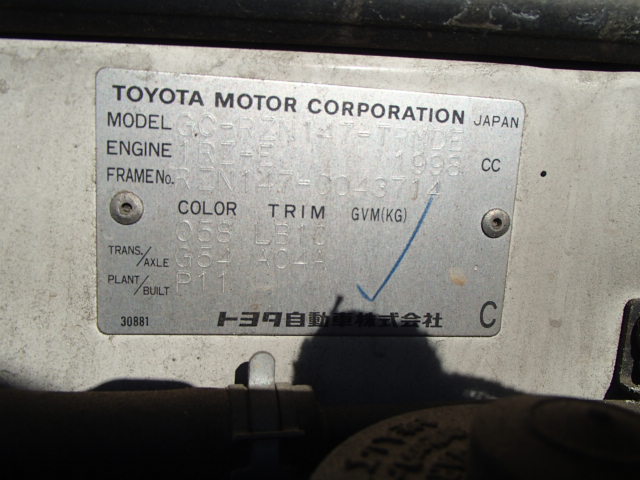 TOYOTA MOTOR CORPORATION JAPAN
MODEL GC-RZN147-TRMDE
ENGINE 1RZ-E 1998 CC
FRAME No. RZN147-0043714
COLOR TRIM GVM(KG)
058 LB10
TRANS./AXLE G54 A04A
PLANT/BUILT P11
30881 トヨタ自動車株式会社 C